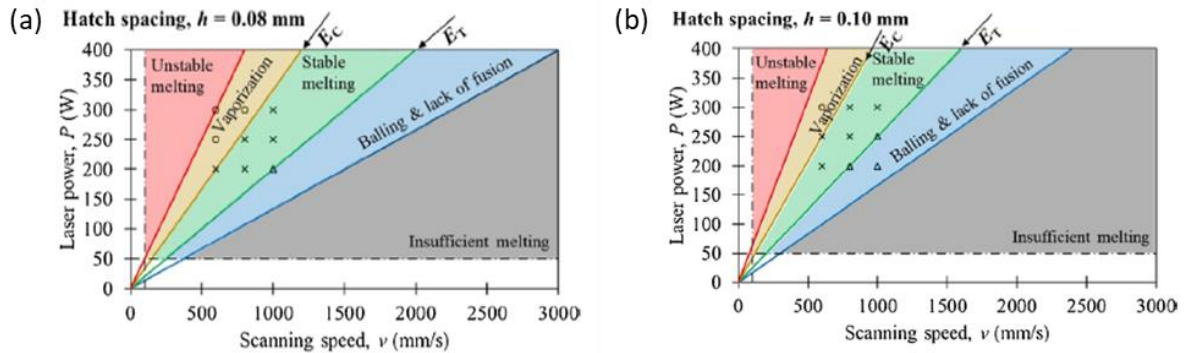 (a)
Hatch spacing, h = 0.08 mm
E_C
E_T
Laser power, P (W)
400
350
300
250
200
150
100
50
0
Unstable
melting
Vaporization
Stable
melting
Balling & lack of fusion
Insufficient melting
0
500
1000
1500
2000
2500
3000
Scanning speed, v (mm/s)
(b)
Hatch spacing, h = 0.10 mm
E_C
E_T
Laser power, P (W)
400
350
300
250
200
150
100
50
0
Unstable
melting
Vaporization
Stable
melting
Balling & lack of fusion
Insufficient melting
0
500
1000
1500
2000
2500
3000
Scanning speed, v (mm/s)